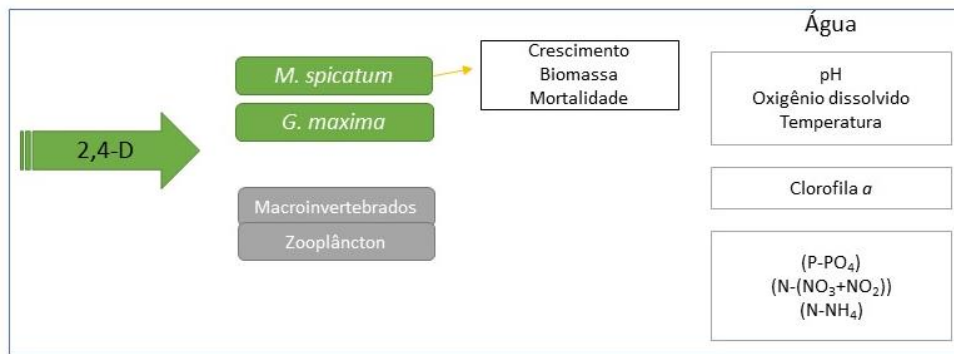 2,4-D
M. spicatum
G. maxima
Macroinvertebrados
Zooplâncton
Crescimento
Biomassa
Mortalidade
Água
pH
Oxigênio dissolvido
Temperatura
Clorofila a
(P-PO₄)
(N-(NO₃+NO₂))
(N-NH₄)